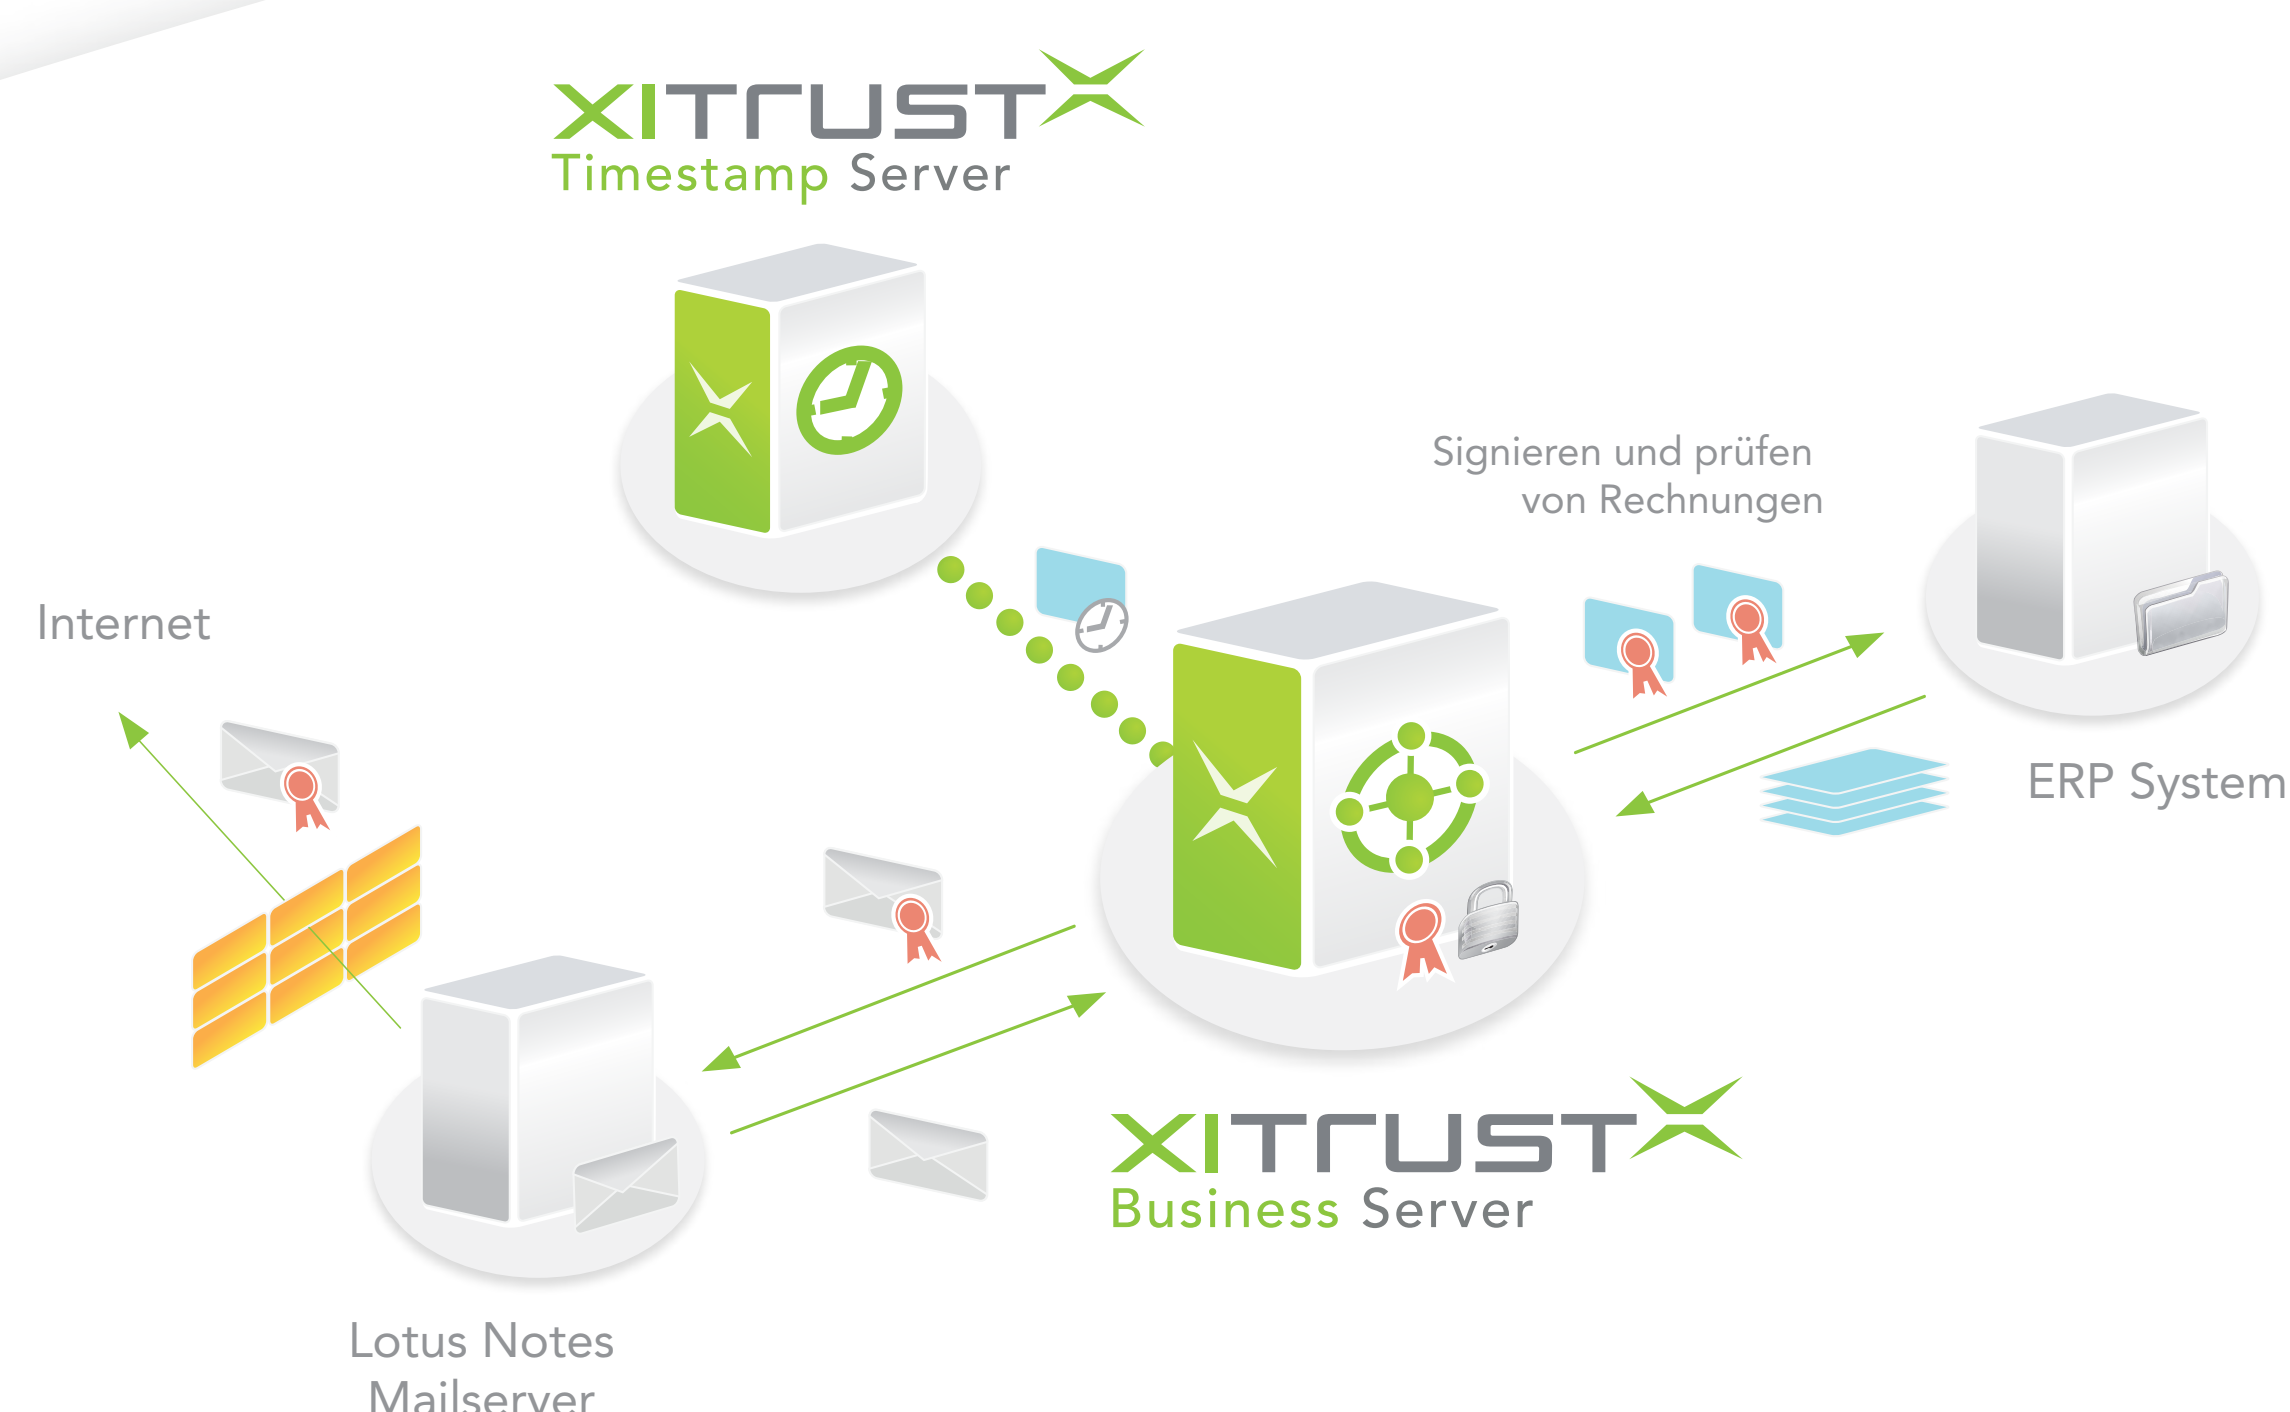 XITRUST
Timestamp Server
Signieren und prüfen
von Rechnungen
Internet
ERP System
XITRUST
Business Server
Lotus Notes
Mailserver